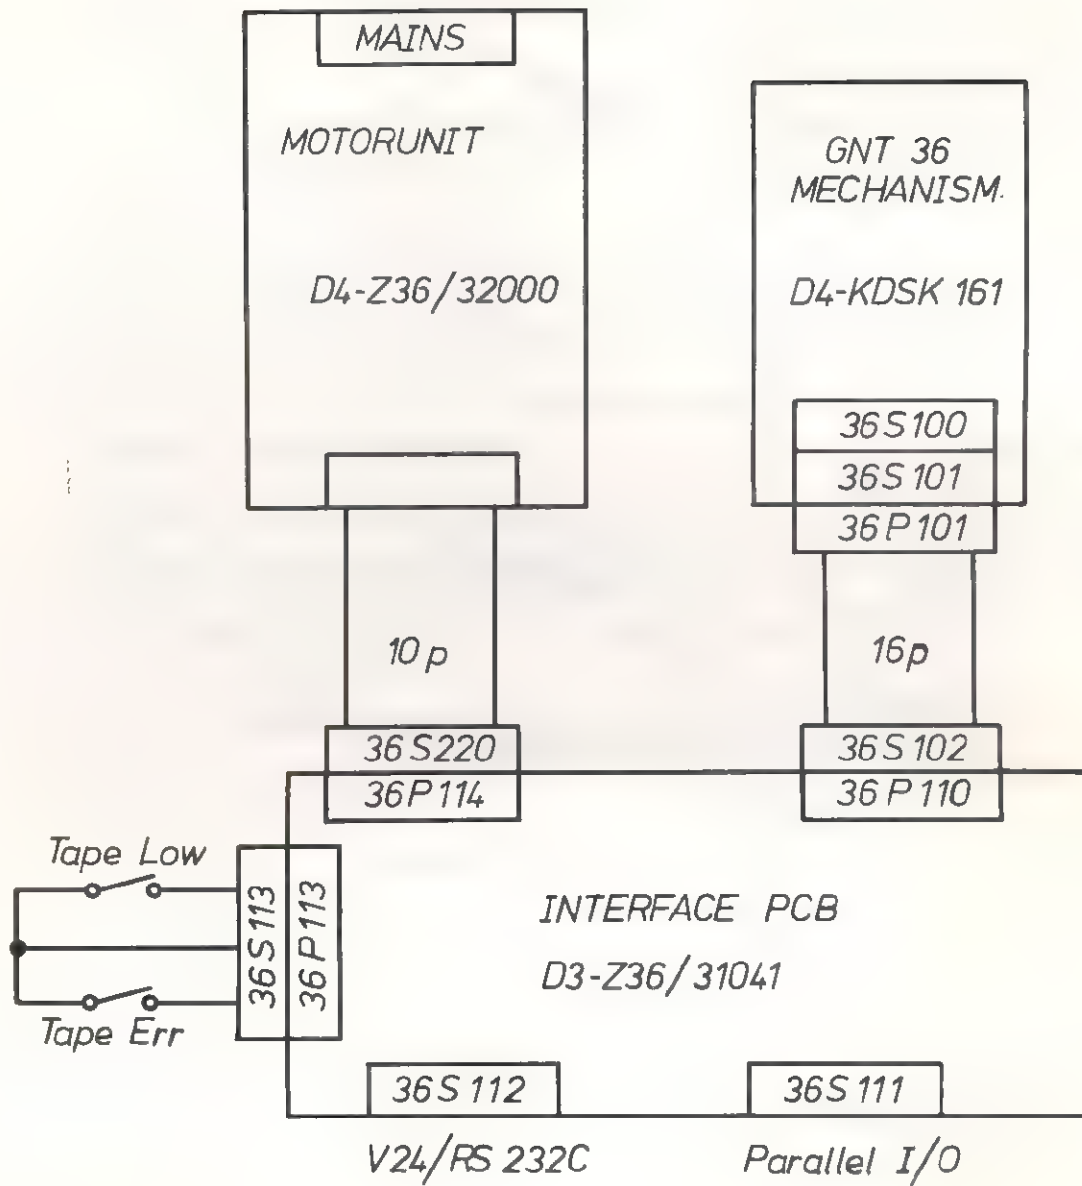 MAINS
MOTORUNIT
D4-Z36/32000
GNT 36
MECHANISM.
D4-KDSK 161
36S100
36S101
36P101
10p
16p
36S220
36P114
36S102
36P110
Tape Low
Tape Err
36S113
36P113
INTERFACE PCB
D3-Z36/31041
36S112
36S111
V24/RS 232C
Parallel I/O